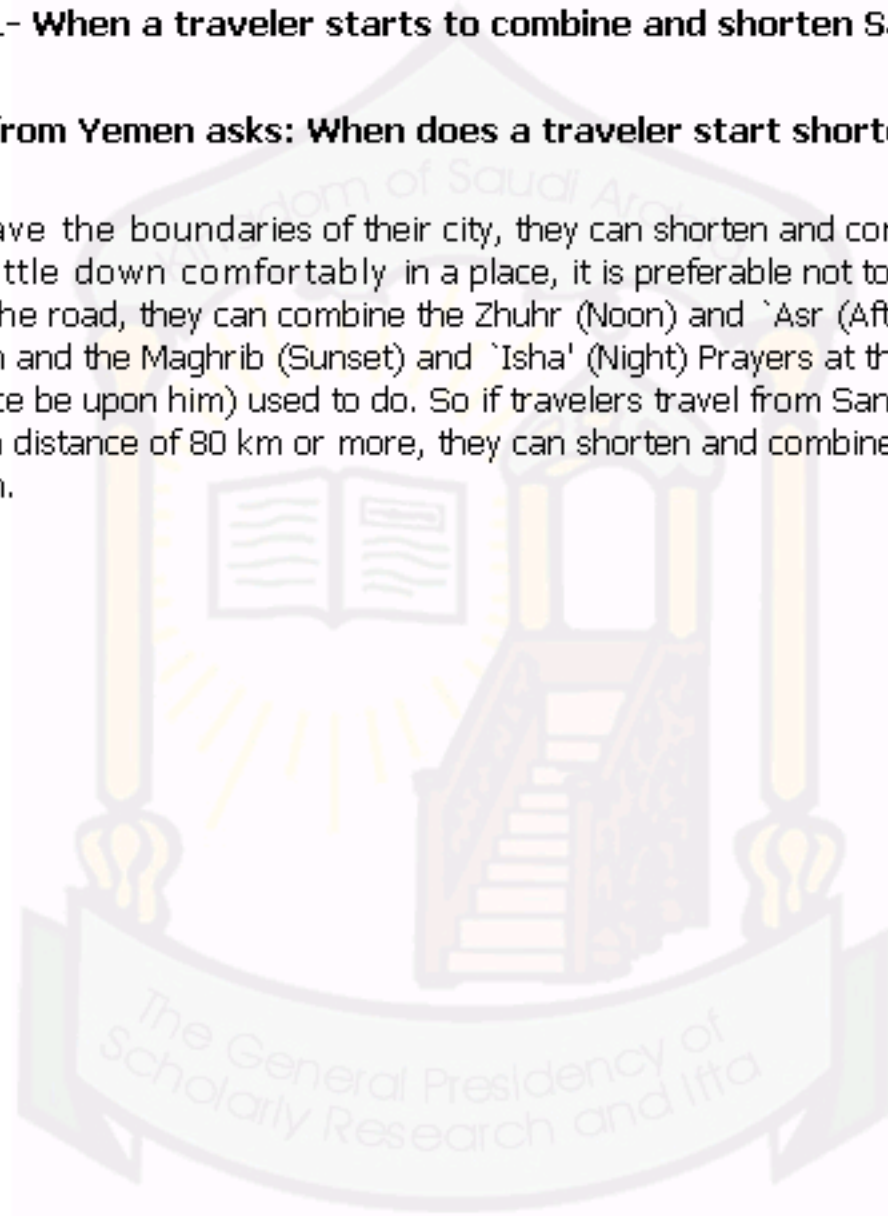 .- When a traveler starts to combine and shorten Sa
from Yemen asks: When does a traveler start shorte
ave the boundaries of their city, they can shorten and con
ttle down comfortably in a place, it is preferable not to
he road, they can combine the Zhuhr (Noon) and `Asr (Aft
n and the Maghrib (Sunset) and `Isha' (Night) Prayers at th
ce be upon him) used to do. So if travelers travel from San
distance of 80 km or more, they can shorten and combine
n.
Kingdom of Saudi Arabia
The General Presidency of
Scholarly Research and Ifta